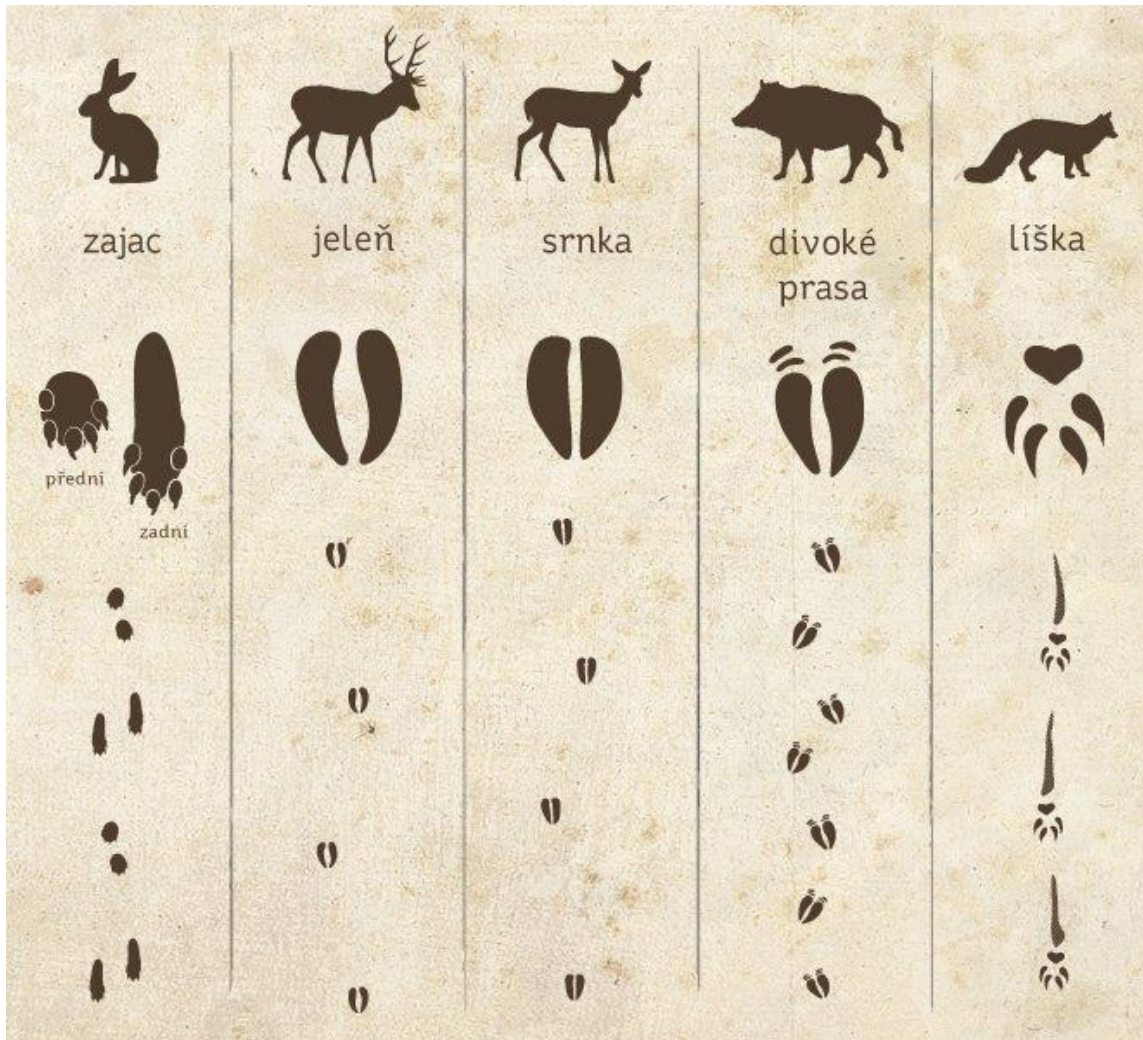 zajac
jeleň
srnka
divoké
prasa
líška
přední
zadní